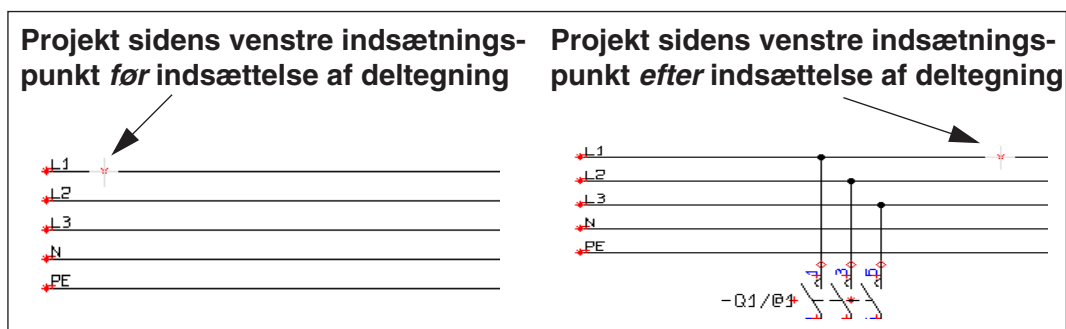 Projekt sidens venstre indsætnings-
punkt før indsættelse af deltegning
L1
L2
L3
N
PE
Projekt sidens venstre indsætnings-
punkt efter indsættelse af deltegning
L1
L2
L3
N
PE
1 3 5
-Q1/@1